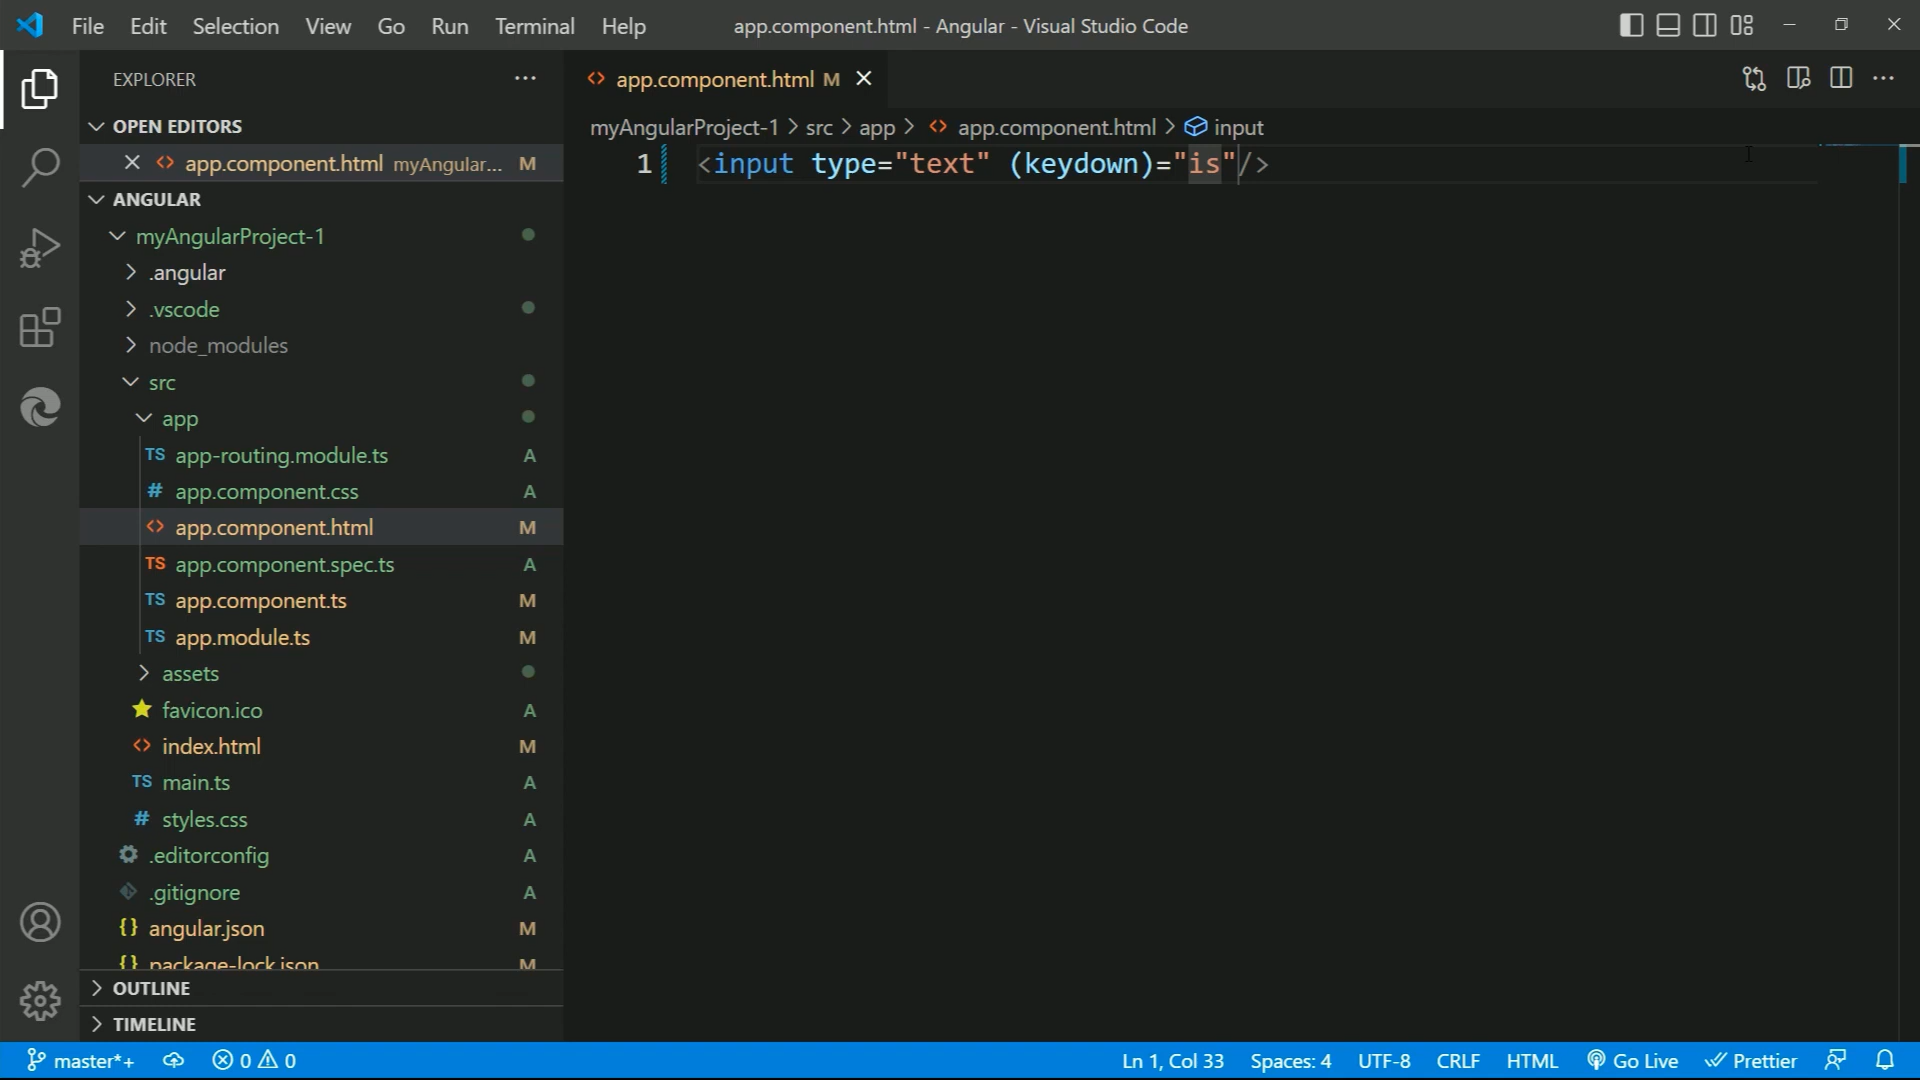 File Edit Selection View Go Run Terminal Help app.component.html - Angular - Visual Studio Code
EXPLORER
app.component.html M
OPEN EDITORS
myAngularProject-1 > src > app > app.component.html > input
app.component.html myAngular... M
1 <input type="text" (keydown)="is"/>
ANGULAR
myAngularProject-1
.angular
.vscode
node_modules
src
app
TS app-routing.module.ts A
# app.component.css A
<> app.component.html M
TS app.component.spec.ts A
TS app.component.ts M
TS app.module.ts M
assets
favicon.ico A
<> index.html M
TS main.ts A
# styles.css A
.editorconfig A
.gitignore A
{} angular.json M
{} package-lock.json M
OUTLINE
TIMELINE
master*+ 0 0 Ln 1, Col 33 Spaces: 4 UTF-8 CRLF HTML Go Live Prettier